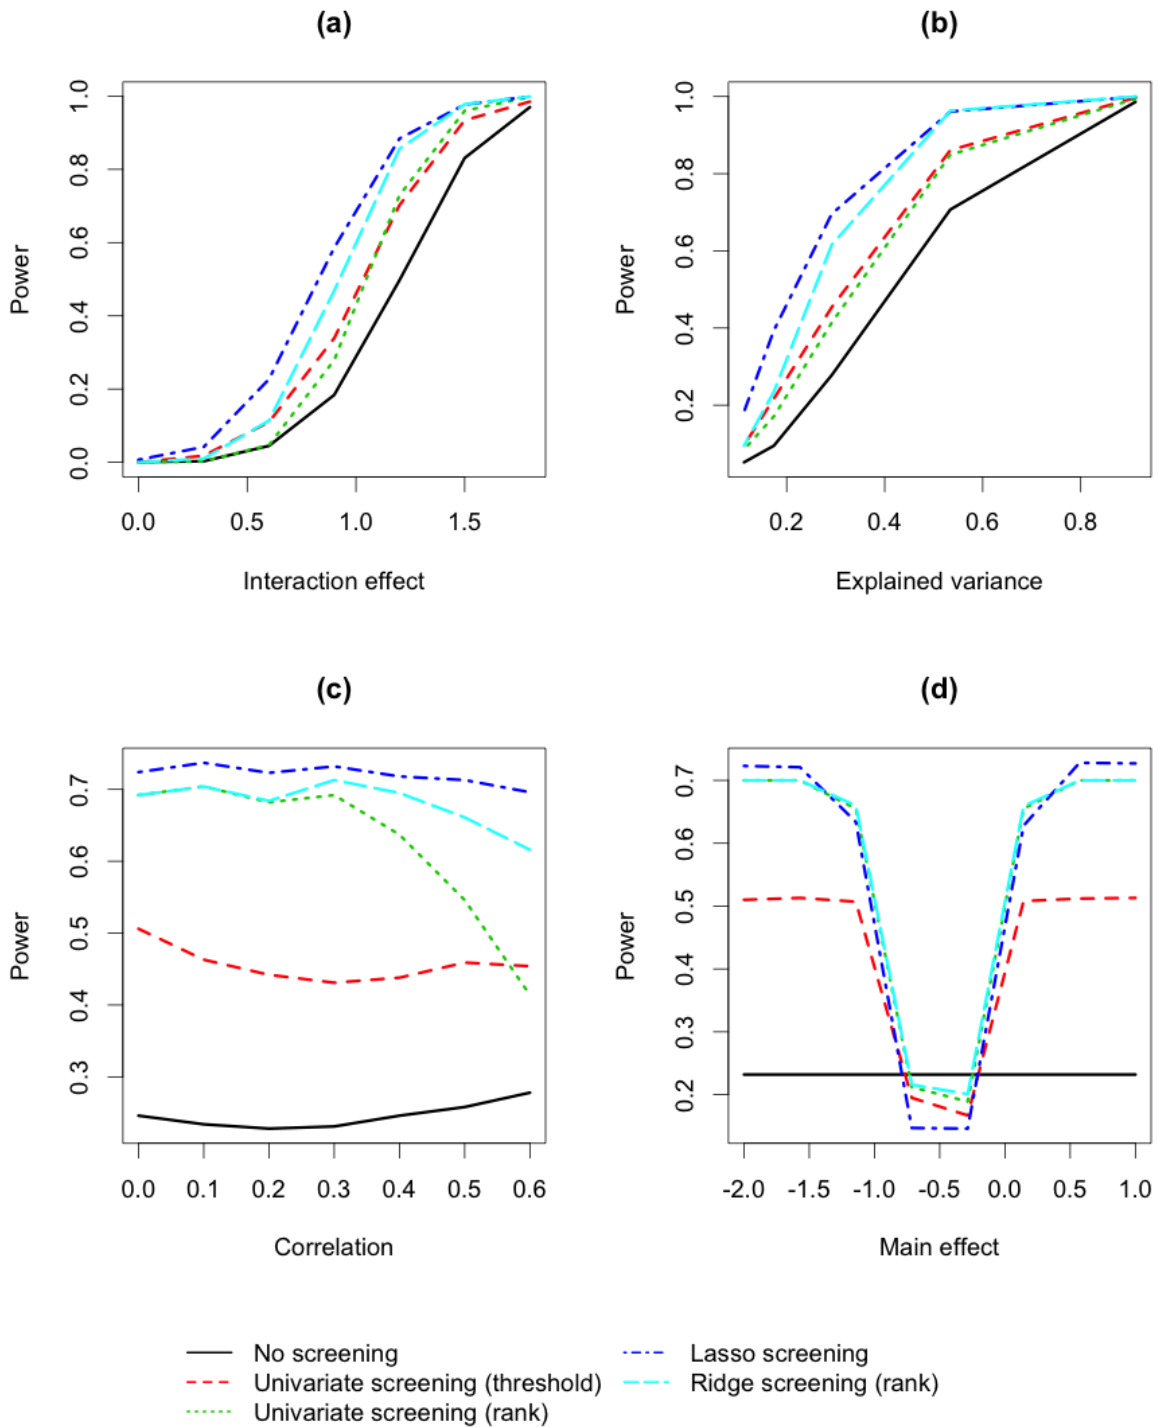 (a)
(b)
Power
0.0 0.2 0.4 0.6 0.8 1.0
0.0 0.5 1.0 1.5
Interaction effect
Power
0.2 0.4 0.6 0.8 1.0
0.2 0.4 0.6 0.8
Explained variance
(c)
(d)
Power
0.3 0.4 0.5 0.6 0.7
0.0 0.1 0.2 0.3 0.4 0.5 0.6
Correlation
Power
0.2 0.3 0.4 0.5 0.6 0.7
-2.0 -1.5 -1.0 -0.5 0.0 0.5 1.0
Main effect
No screening
Univariate screening (threshold)
Univariate screening (rank)
Lasso screening
Ridge screening (rank)